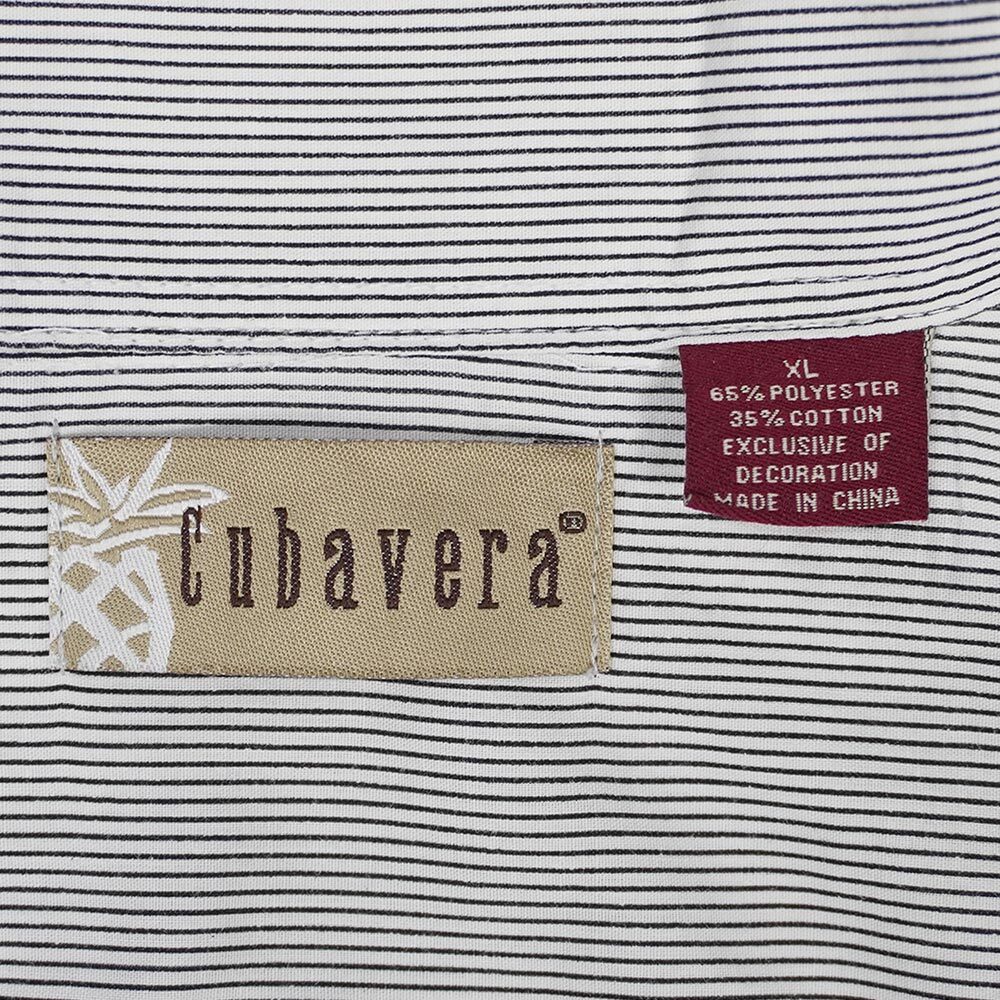 Cubavera®
XL
65% POLYESTER
35% COTTON
EXCLUSIVE OF
DECORATION
MADE IN CHINA